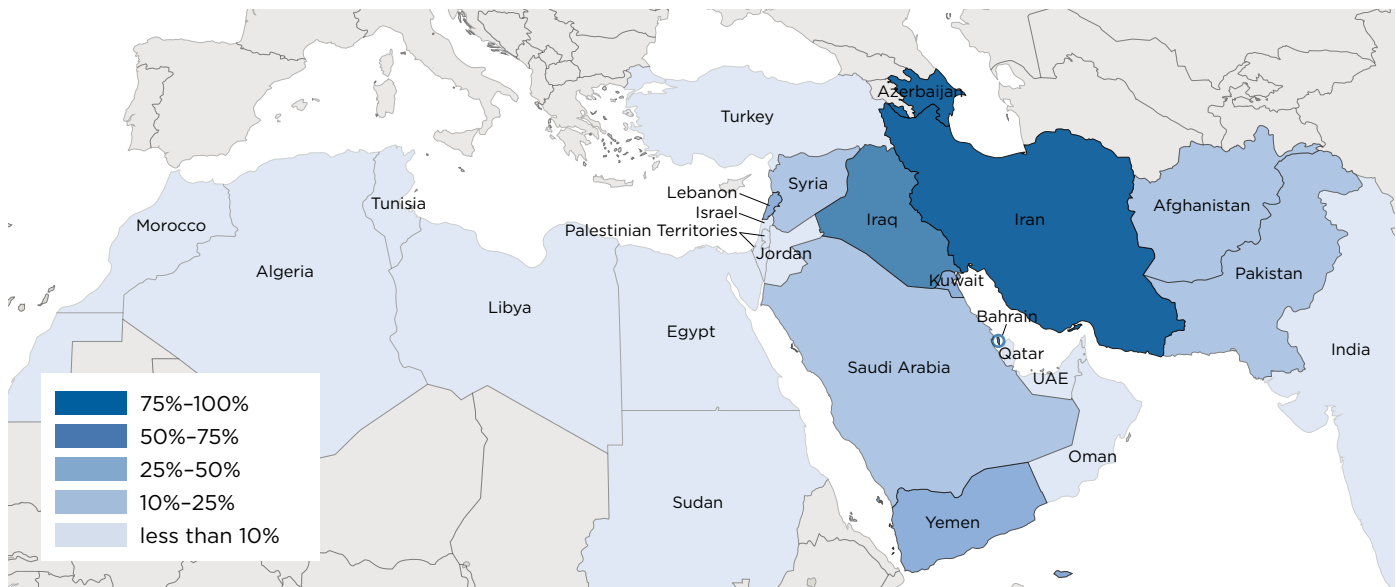 Azerbaijan
Turkey
Syria
Lebanon
Israel
Palestinian Territories
Jordan
Iraq
Iran
Afghanistan
Pakistan
India
Tunisia
Morocco
Algeria
Libya
Egypt
Kuwait
Bahrain
Qatar
UAE
Saudi Arabia
Oman
Yemen
Sudan
75%–100%
50%–75%
25%–50%
10%–25%
less than 10%